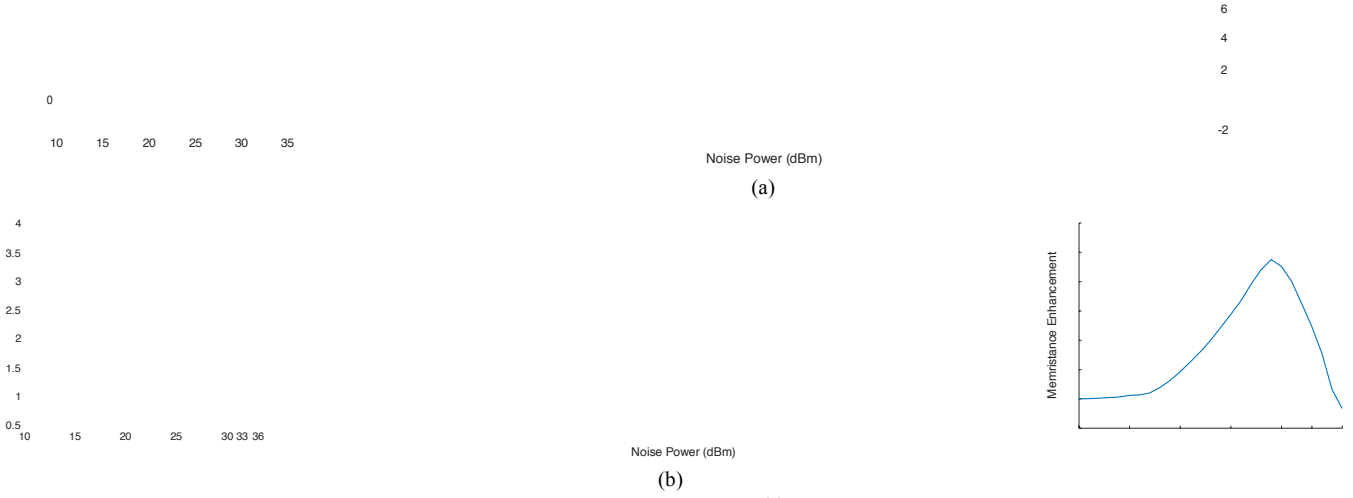 6
4
2
0
-2
10 15 20 25 30 35
Noise Power (dBm)
(a)
4
3.5
3
2.5
2
1.5
1
0.5
10 15 20 25 30 33 36
Memristance Enhancement
Noise Power (dBm)
(b)